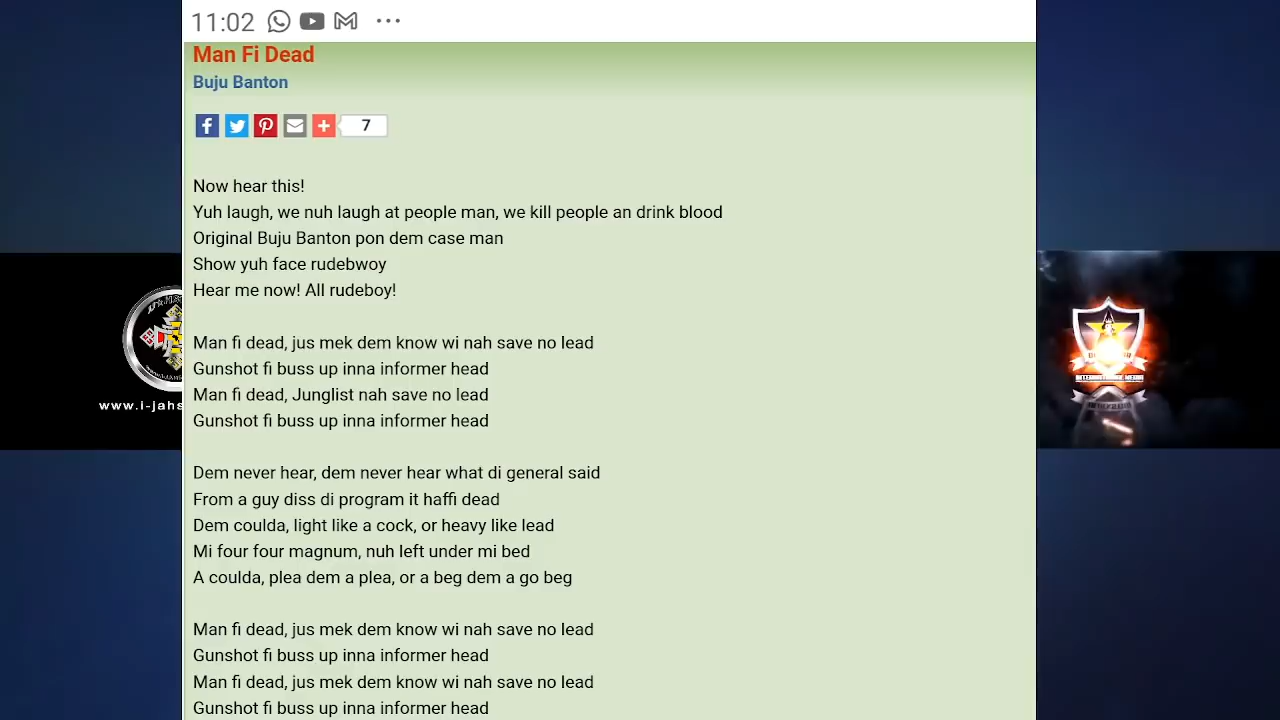 11:02
Man Fi Dead
Buju Banton
7
Now hear this!
Yuh laugh, we nuh laugh at people man, we kill people an drink blood
Original Buju Banton pon dem case man
Show yuh face rudebwoy
Hear me now! All rudeboy!
Man fi dead, jus mek dem know wi nah save no lead
Gunshot fi buss up inna informer head
Man fi dead, Junglist nah save no lead
Gunshot fi buss up inna informer head
Dem never hear, dem never hear what di general said
From a guy diss di program it haffi dead
Dem coulda, light like a cock, or heavy like lead
Mi four four magnum, nuh left under mi bed
A coulda, plea dem a plea, or a beg dem a go beg
Man fi dead, jus mek dem know wi nah save no lead
Gunshot fi buss up inna informer head
Man fi dead, jus mek dem know wi nah save no lead
Gunshot fi buss up inna informer head
www.i-jahs